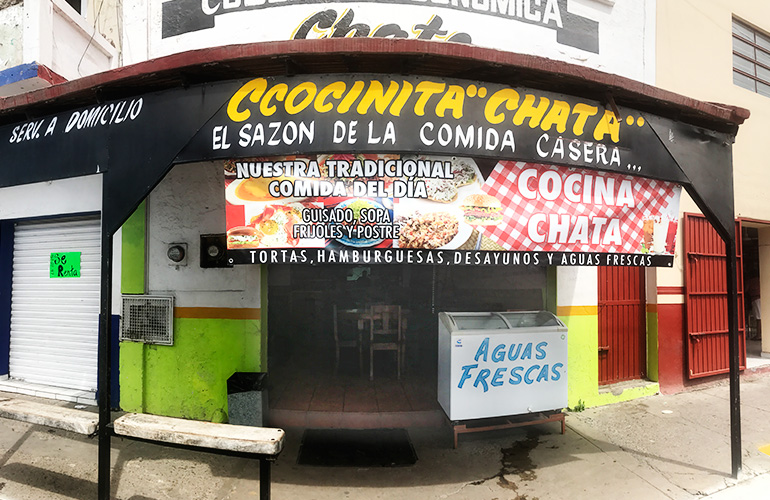 ECONOMICA
Chata
SERV. A DOMICILIO
CCOCINITA "CHATA"
EL SAZON DE LA COMIDA CASERA...
NUESTRA TRADICIONAL
COMIDA DEL DÍA
GUISADO, SOPA
FRIJOLES Y POSTRE
COCINA
CHATA
TORTAS, HAMBURGUESAS, DESAYUNOS Y AGUAS FRESCAS
Se
Renta
AGUAS
FRESCAS